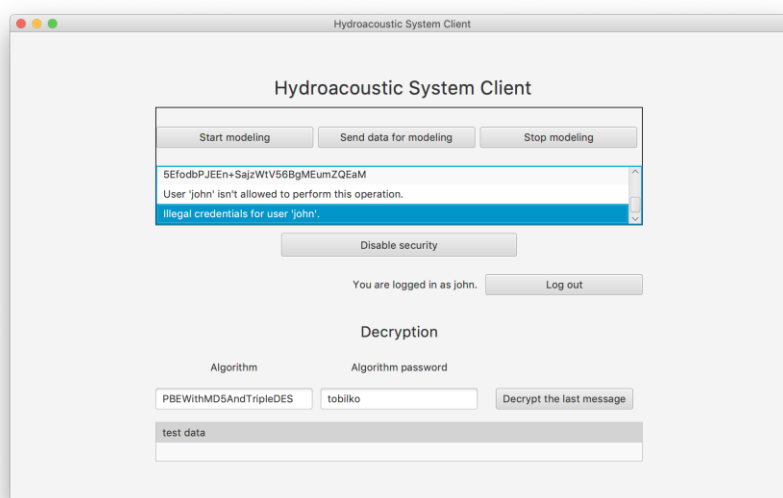 Hydroacoustic System Client
Hydroacoustic System Client
Start modeling Send data for modeling Stop modeling
5EfodbPJEEn+SajzWtV56BgMEumZQEaM
User 'john' isn't allowed to perform this operation.
Illegal credentials for user 'john'.
Disable security
You are logged in as john. Log out
Decryption
Algorithm Algorithm password
PBEWithMD5AndTripleDES tobilko Decrypt the last message
test data